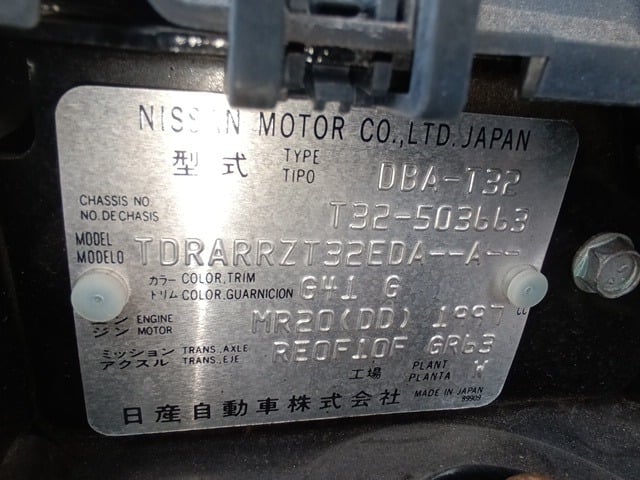 NISSAN MOTOR CO.,LTD. JAPAN
型式 TYPE TIPO DBA-T32
CHASSIS NO. NO. DE CHASIS T32-503663
MODEL MODELO TDRARRZT32EDA--A--
カラー COLOR,TRIM トリム COLOR,GUARNICION G41 G
ジン ENGINE MOTOR MR20(DD) 1997 CC
ミッション TRANS.,AXLE アクスル TRANS.,EJE RE0F10F GR63
工場 PLANT PLANTA W
日産自動車株式会社 MADE IN JAPAN
89909